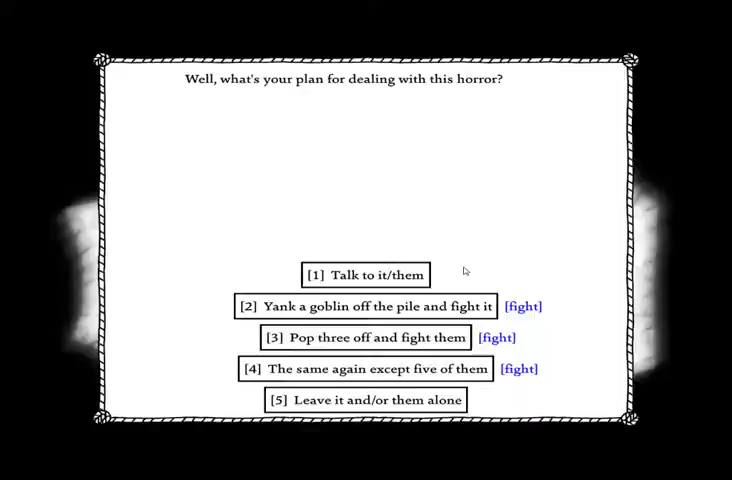 Well, what's your plan for dealing with this horror?
[1] Talk to it/them
[2] Yank a goblin off the pile and fight it [fight]
[3] Pop three off and fight them [fight]
[4] The same again except five of them [fight]
[5] Leave it and/or them alone